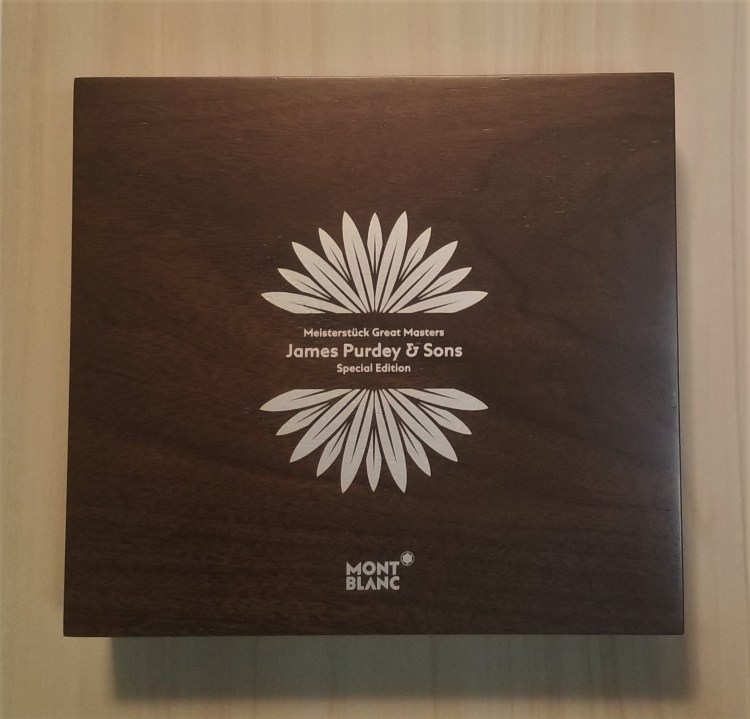 Meisterstück Great Masters
James Purdey & Sons
Special Edition
MONT
BLANC